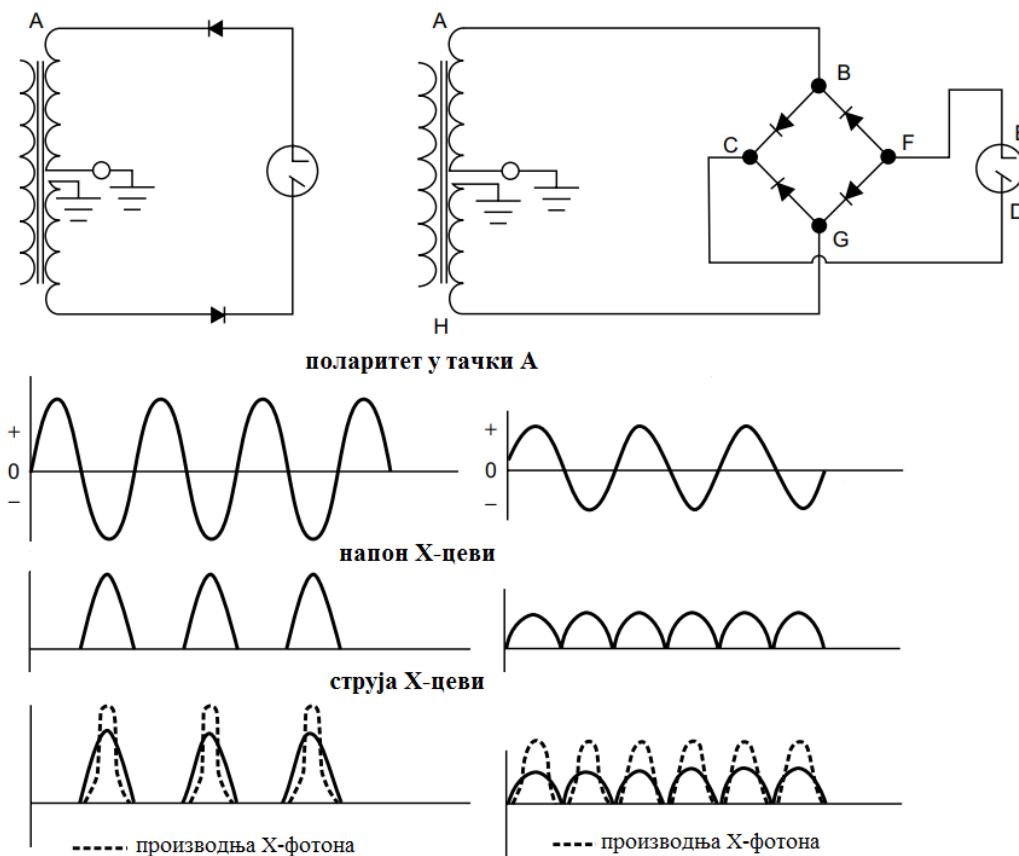 A
A
B
C
F
E
D
G
H
поларитет у тачки А
+
0
−
+
0
−
напон Х-цеви
струја Х-цеви
производња Х-фотона
производња Х-фотона